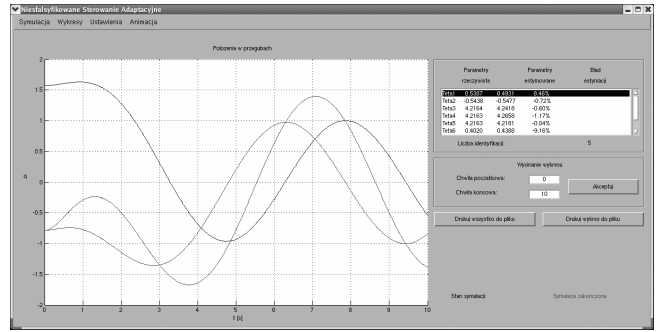 Niesfalsyfikowane Sterowanie Adaptacyjne
Symulacja Wykresy Ustawienia Animacja
Polozenia w przegubach
2
1.5
1
0.5
0
-0.5
-1
-1.5
-2
0 1 2 3 4 5 6 7 8 9 10
t [s]
Parametry Parametry Blad
rzeczywiste estymowane estymacji
Teta1 0.5387 0.4931 8.46%
Teta2 -0.5438 -0.5477 -0.72%
Teta3 4.2164 4.2418 -0.60%
Teta4 4.2163 4.2658 -1.17%
Teta5 4.2163 4.2181 -0.04%
Teta6 0.4020 0.4388 -9.16%
Liczba identyfikacji: 5
Wycinanie wykresu
Chwila poczatkowa: 0
Chwila koncowa: 10
Akceptuj
Drukuj wszystko do pliku Drukuj wykres do pliku
Stan symulacji: Symulacja zakonczona